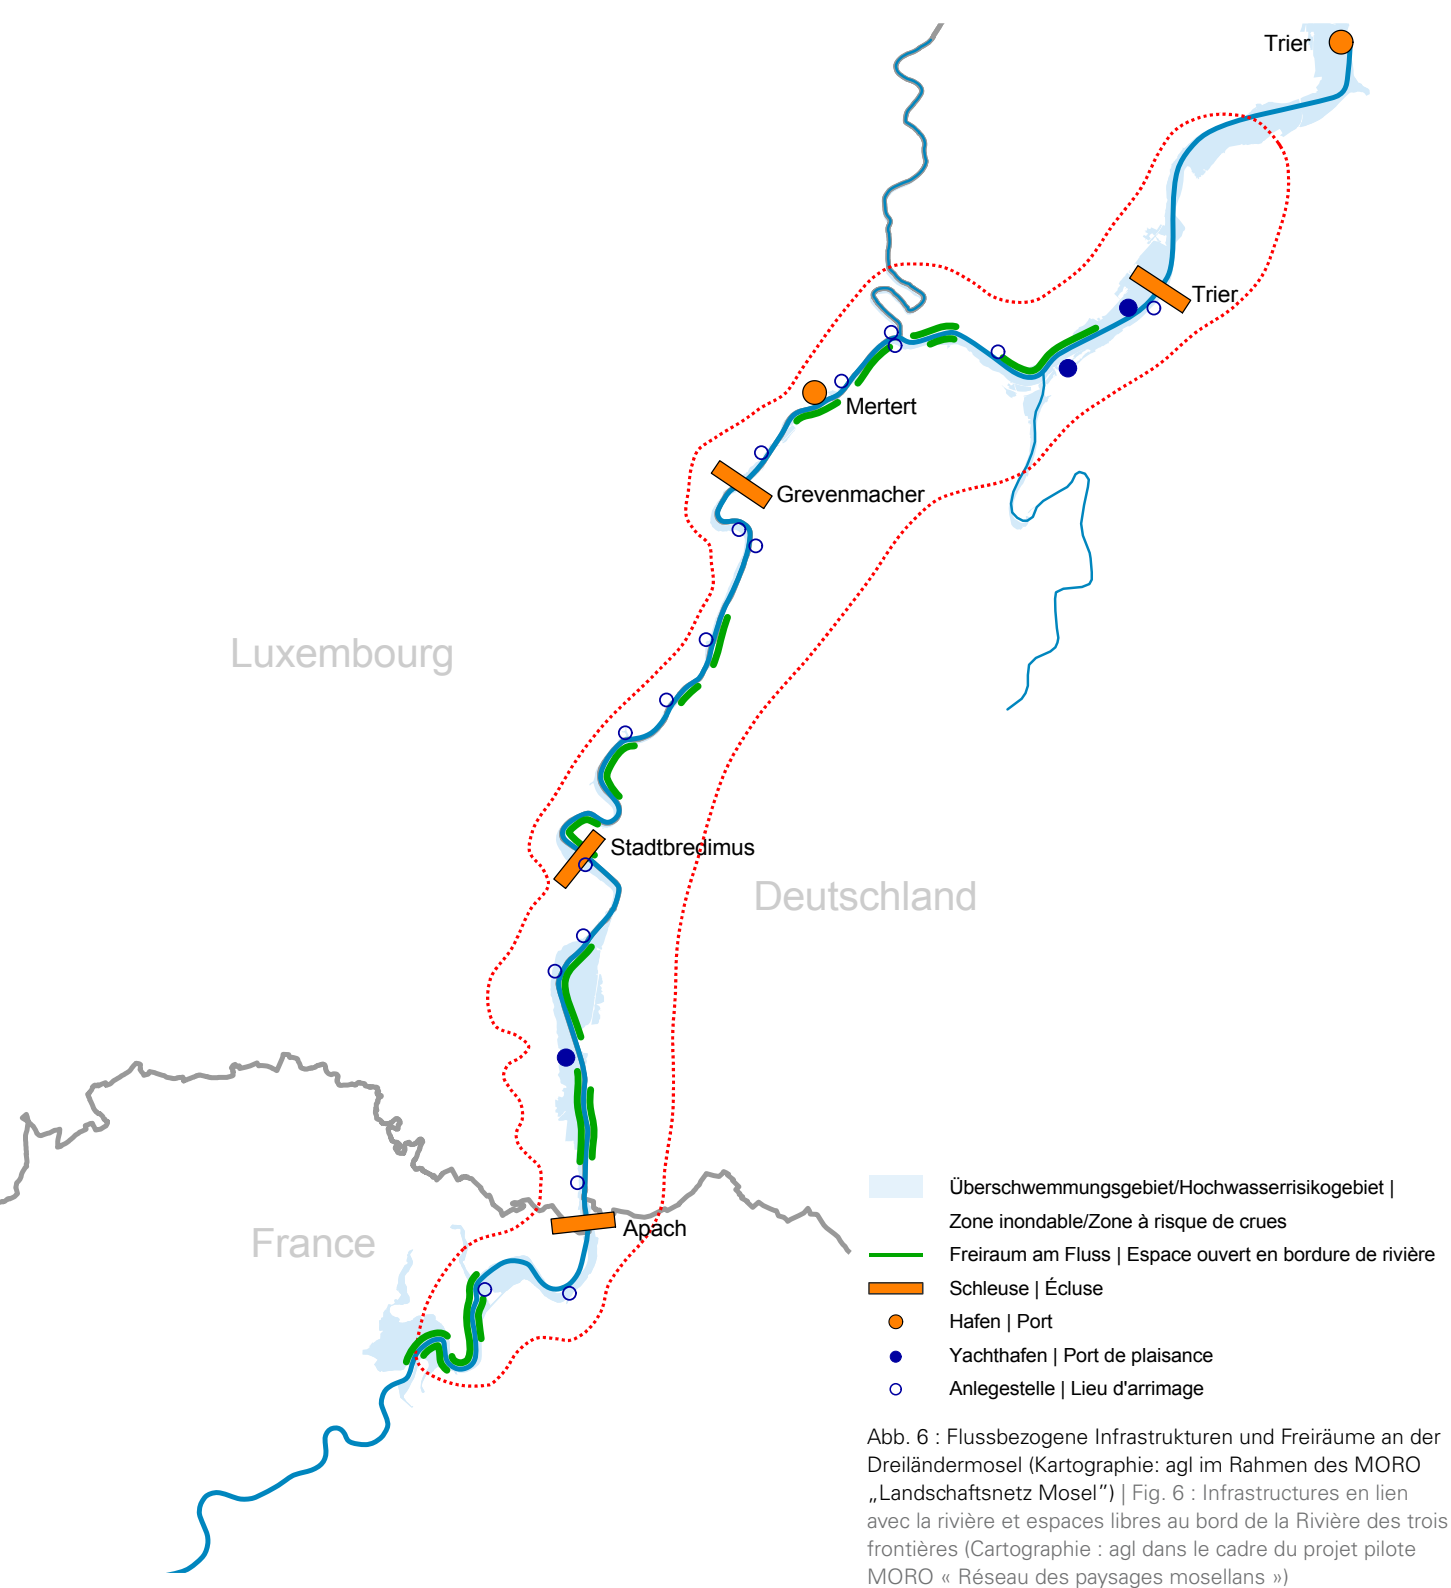 Trier
Trier
Mertert
Grevenmacher
Luxembourg
Stadtbredimus
Deutschland
Apach
France
Überschwemmungsgebiet/Hochwasserrisikogebiet |
Zone inondable/Zone à risque de crues
Freiraum am Fluss | Espace ouvert en bordure de rivière
Schleuse | Écluse
Hafen | Port
Yachthafen | Port de plaisance
Anlegestelle | Lieu d'arrimage
Abb. 6 : Flussbezogene Infrastrukturen und Freiräume an der
Dreiländermosel (Kartographie: agl im Rahmen des MORO
„Landschaftsnetz Mosel”) | Fig. 6 : Infrastructures en lien
avec la rivière et espaces libres au bord de la Rivière des trois
frontières (Cartographie : agl dans le cadre du projet pilote
MORO « Réseau des paysages mosellans »)